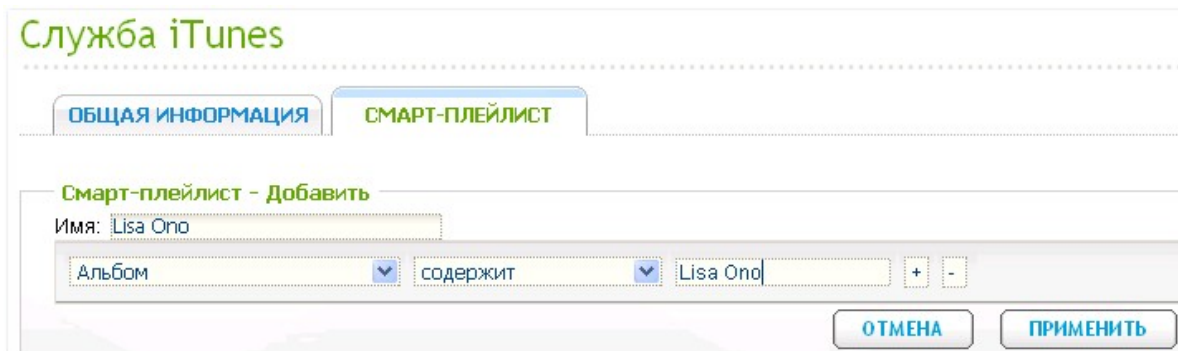 Служба iTunes
ОБЩАЯ ИНФОРМАЦИЯ СМАРТ-ПЛЕЙЛИСТ
Смарт-плейлист - Добавить
Имя: Lisa Ono
Альбом содержит Lisa Ono + -
ОТМЕНА ПРИМЕНИТЬ